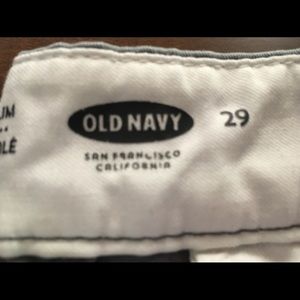 OLD NAVY
29
SAN FRANCISCO
CALIFORNIA